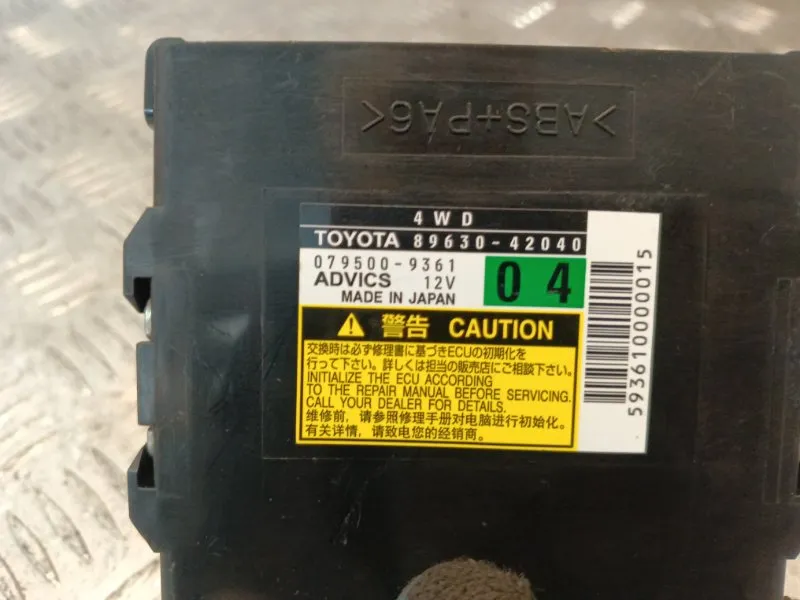 >ABS+PA6<
4WD
TOYOTA 89630-42040
079500-9361
ADVICS 12V
MADE IN JAPAN
04
警告 CAUTION
交換時は必ず修理書に基づきECUの初期化を
行って下さい。詳しくは担当の販売店にご相談下さい。
INITIALIZE THE ECU ACCORDING
TO THE REPAIR MANUAL BEFORE SERVICING.
CALL YOUR DEALER FOR DETAILS.
维修前，请参照修理手册对电脑进行初始化。
有关详情，请致电您的经销商。
593610000015